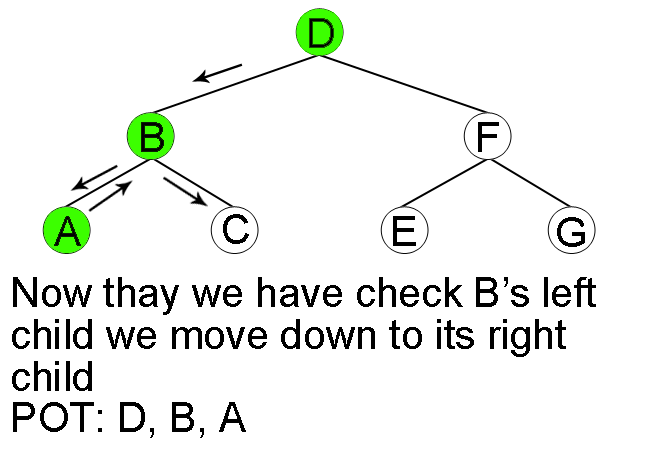 D
B
F
A
C
E
G
Now thay we have check B’s left
child we move down to its right
child
POT: D, B, A